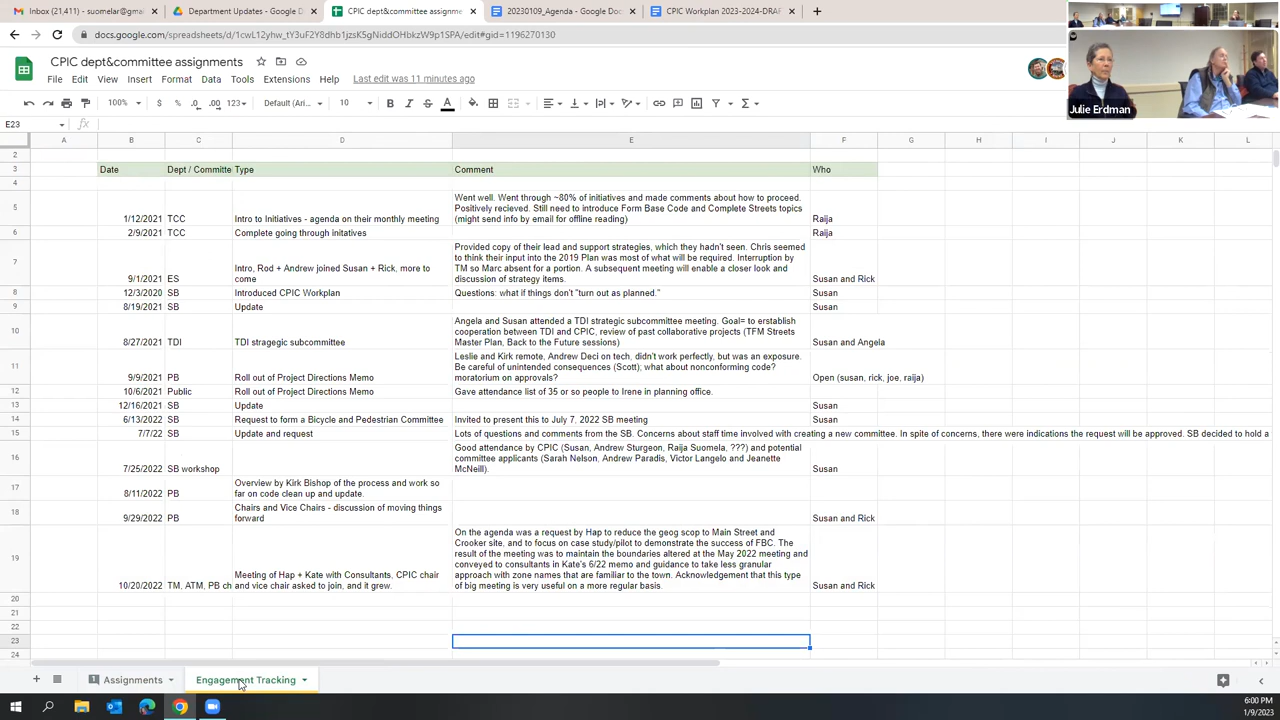 Inbox (21,411) - suomelar@gmai
Department Updates - Google D
CPIC dept&committee assignme
20230109_Agenda - Google Docs
CPIC Workplan 2023-2024-DRAF
CPIC dept&committee assignments
File Edit View Insert Format Data Tools Extensions Help Last edit was 11 minutes ago
100% $ % .0 .00 123 Default (Ari... 10
Julie Erdman
E23 fx
A B C D E F G H I J K L
2
3 Date Dept / Committe Type Comment Who
4
5 1/12/2021 TCC Intro to Initiatives - agenda on their monthly meeting
Went well. Went through ~80% of initiatives and made comments about how to proceed.
Positively recieved. Still need to introduce Form Base Code and Complete Streets topics
(might send info by email for offline reading)
Raija
6 2/9/2021 TCC Complete going through initatives Raija
7 9/1/2021 ES
Intro, Rod + Andrew joined Susan + Rick, more to
come
Provided copy of their lead and support strategies, which they hadn't seen. Chris seemed
to think their input into the 2019 Plan was most of what will be required. Interruption by
TM so Marc absent for a portion. A subsequent meeting will enable a closer look and
discussion of strategy items.
Susan and Rick
8 12/3/2020 SB Introduced CPIC Workplan Questions: what if things don't "turn out as planned." Susan
9 8/19/2021 SB Update Susan
10 8/27/2021 TDI TDI stragegic subcommittee
Angela and Susan attended a TDI strategic subcommittee meeting. Goal= to erstablish
cooperation between TDI and CPIC, review of past collaborative projects (TFM Streets
Master Plan, Back to the Future sessions)
Susan and Angela
11 9/9/2021 PB Roll out of Project Directions Memo
Leslie and Kirk remote, Andrew Deci on tech, didn't work perfectly, but was an exposure.
Be careful of unintended consequences (Scott); what about nonconforming code?
moratorium on approvals?
Open (susan, rick, joe, raija)
12 10/6/2021 Public Roll out of Project Directions Memo Gave attendance list of 35 or so people to Irene in planning office.
13 12/16/2021 SB Update Susan
14 6/13/2022 SB Request to form a Bicycle and Pedestrian Committee Invited to present this to July 7, 2022 SB meeting Susan
15 7/7/22 SB Update and request Lots of questions and comments from the SB. Concerns about staff time involved with creating a new committee. In spite of concerns, there were indications the request will be approved. SB decided to hold a
16 7/25/2022 SB workshop
Good attendance by CPIC (Susan, Andrew Sturgeon, Raija Suomela, ???) and potential
committee applicants (Sarah Nelson, Andrew Paradis, Victor Langelo and Jeanette
McNeill).
Susan
17 8/11/2022 PB
Overview by Kirk Bishop of the process and work so
far on code clean up and update.
18 9/29/2022 PB
Chairs and Vice Chairs - discussion of moving things
forward
Susan and Rick
19 10/20/2022 TM, ATM, PB ch
Meeting of Hap + Kate with Consultants, CPIC chair
and vice chair asked to join, and it grew.
On the agenda was a request by Hap to reduce the geog scop to Main Street and
Crooker site, and to focus on case study/pilot to demonstrate the success of FBC. The
result of the meeting was to maintain the boundaries altered at the May 2022 meeting and
conveyed to consultants in Kate's 6/22 memo and guidance to take less granular
approach with zone names that are familiar to the town. Acknowledgement that this type
of big meeting is very useful on a more regular basis.
Susan and Rick
20
21
22
23
24
1 Assignments Engagement Tracking
6:00 PM
1/9/2023